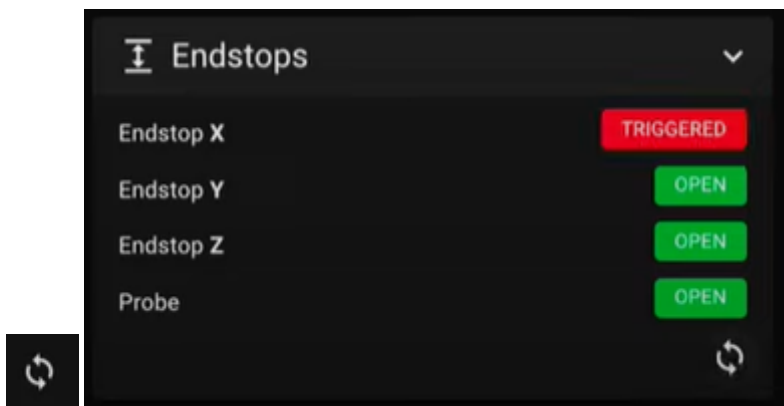 Endstops
Endstop X TRIGGERED
Endstop Y OPEN
Endstop Z OPEN
Probe OPEN